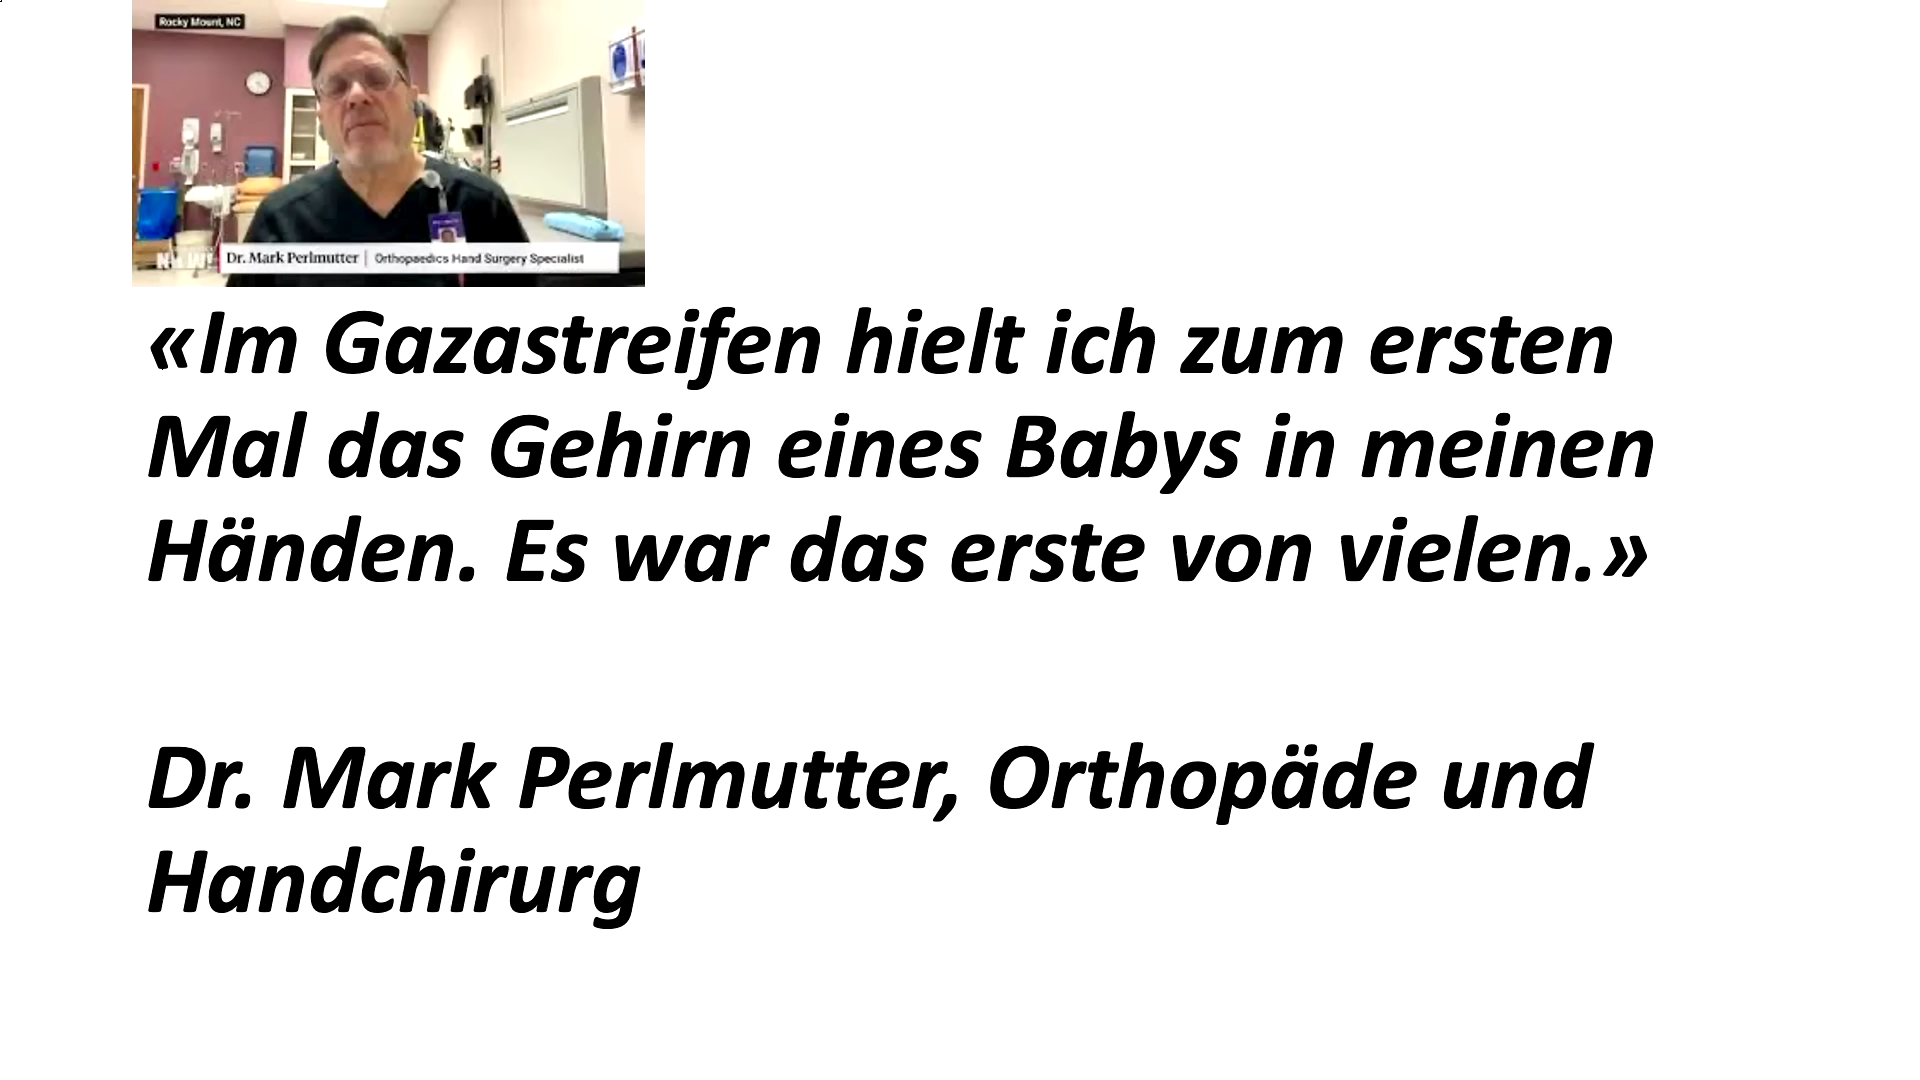 Rocky Mount, NC
Dr. Mark Perlmutter | Orthopaedics Hand Surgery Specialist
«Im Gazastreifen hielt ich zum ersten
Mal das Gehirn eines Babys in meinen
Händen. Es war das erste von vielen.»
Dr. Mark Perlmutter, Orthopäde und
Handchirurg